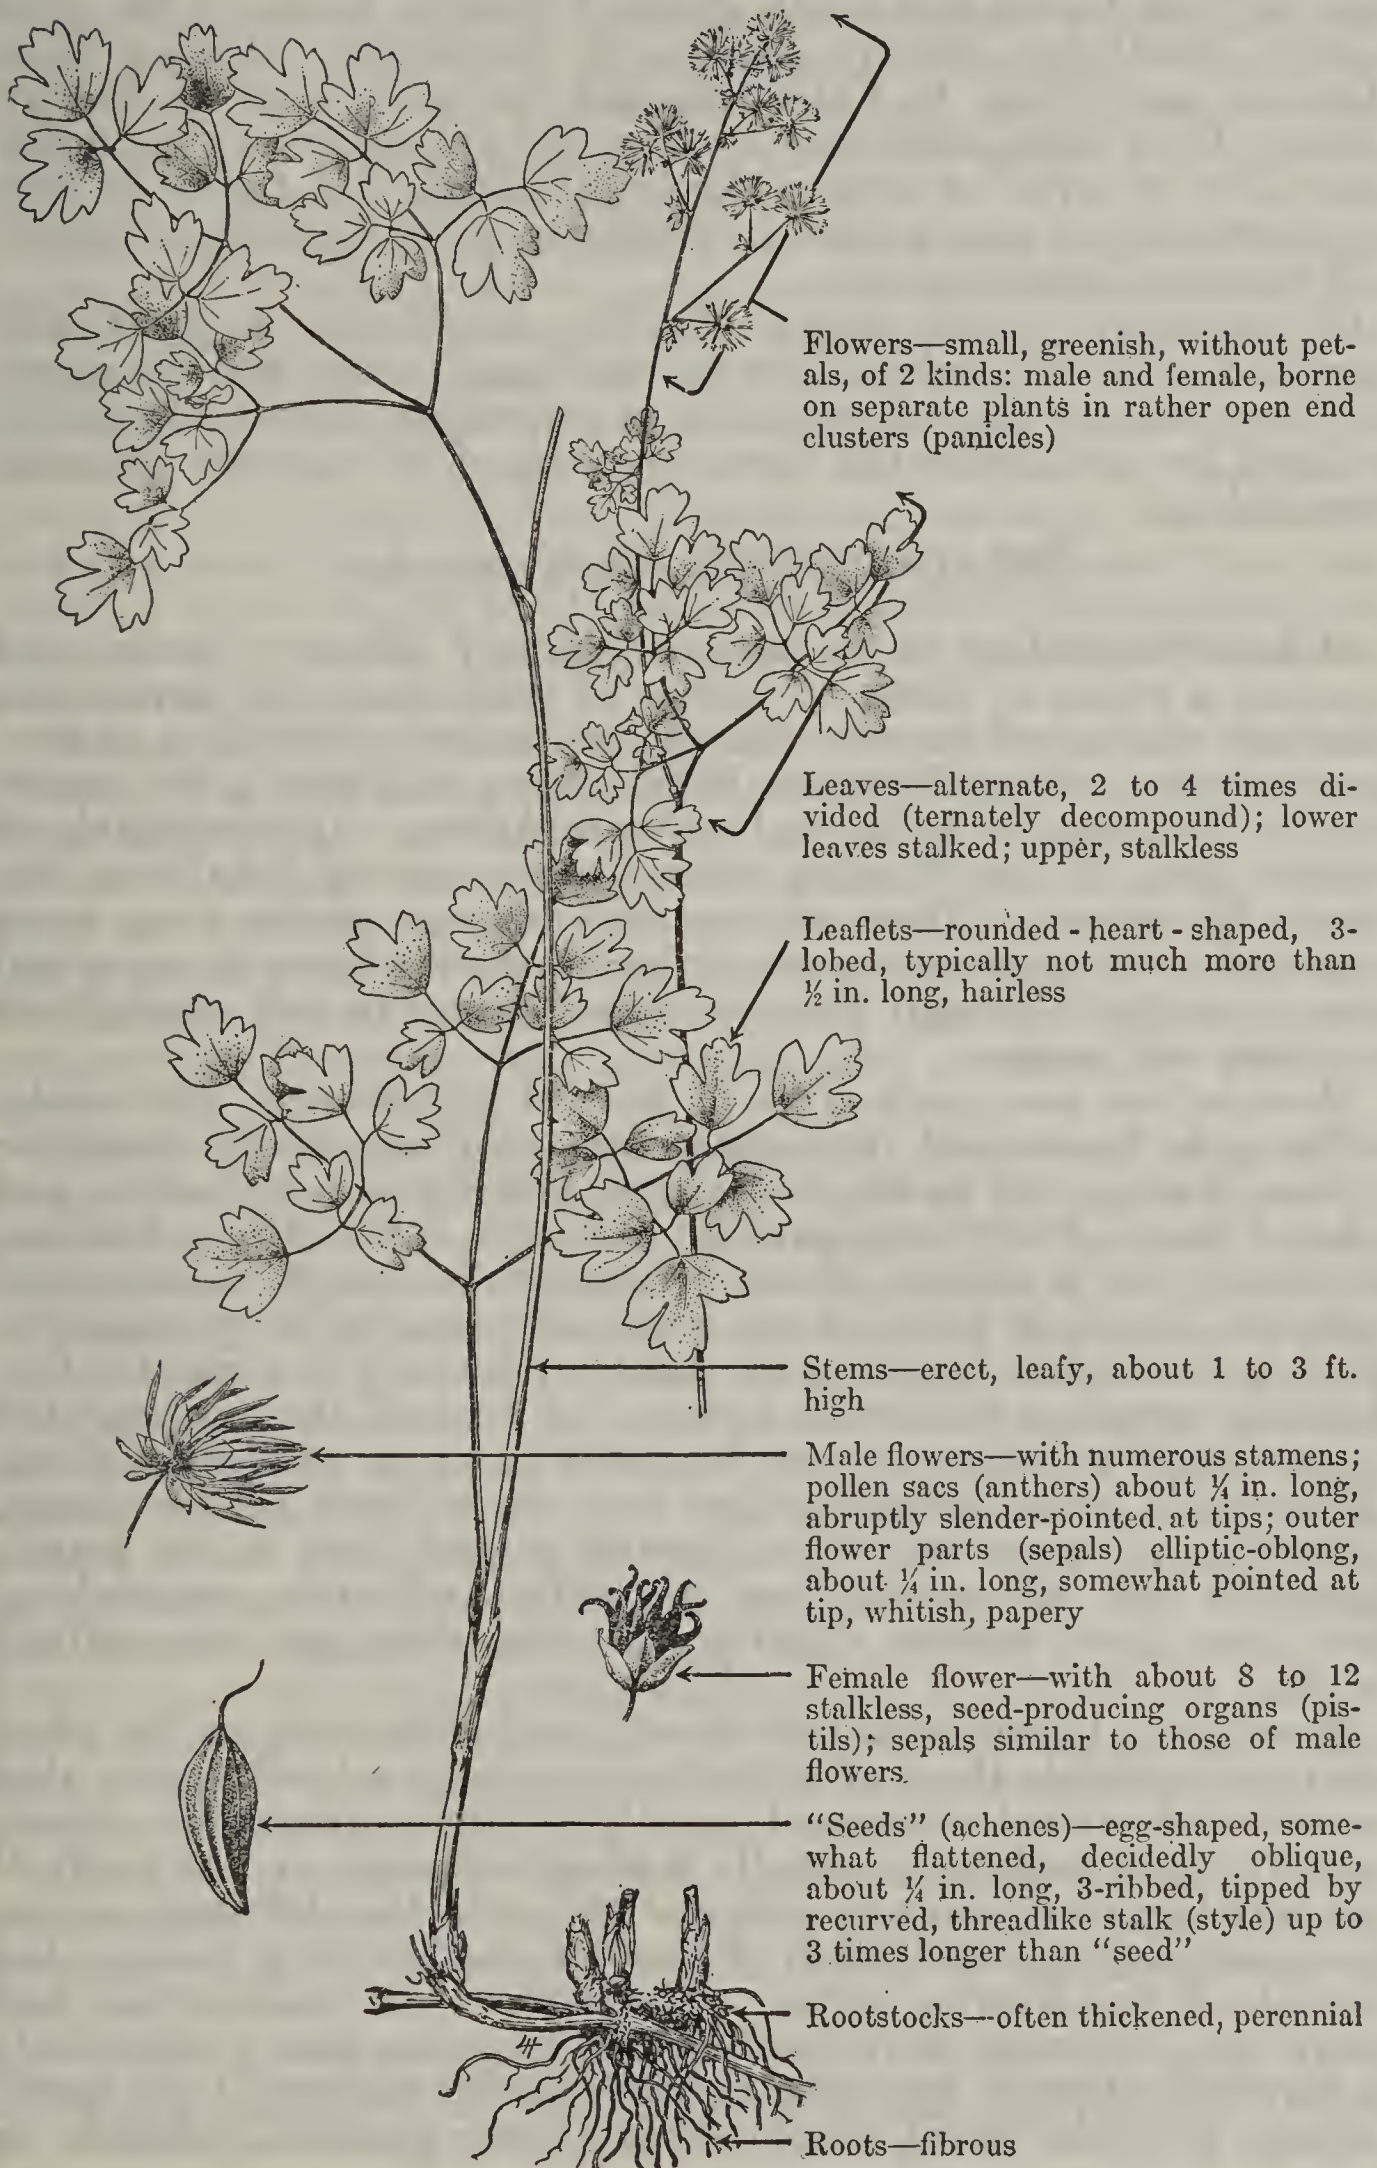 Flowers—small, greenish, without pet-
als, of 2 kinds: male and female, borne
on separate plants in rather open end
clusters (panicles)
Leaves—alternate, 2 to 4 times di-
vided (ternately decompound); lower
leaves stalked; upper, stalkless
Leaflets—rounded - heart - shaped, 3-
lobed, typically not much more than
½ in. long, hairless
Stems—erect, leafy, about 1 to 3 ft.
high
Male flowers—with numerous stamens;
pollen sacs (anthers) about ¼ in. long,
abruptly slender-pointed at tips; outer
flower parts (sepals) elliptic-oblong,
about ¼ in. long, somewhat pointed at
tip, whitish, papery
Female flower—with about 8 to 12
stalkless, seed-producing organs (pis-
tils); sepals similar to those of male
flowers.
"Seeds" (achenes)—egg-shaped, some-
what flattened, decidedly oblique,
about ¼ in. long, 3-ribbed, tipped by
recurved, threadlike stalk (style) up to
3 times longer than "seed"
Rootstocks—often thickened, perennial
Roots—fibrous